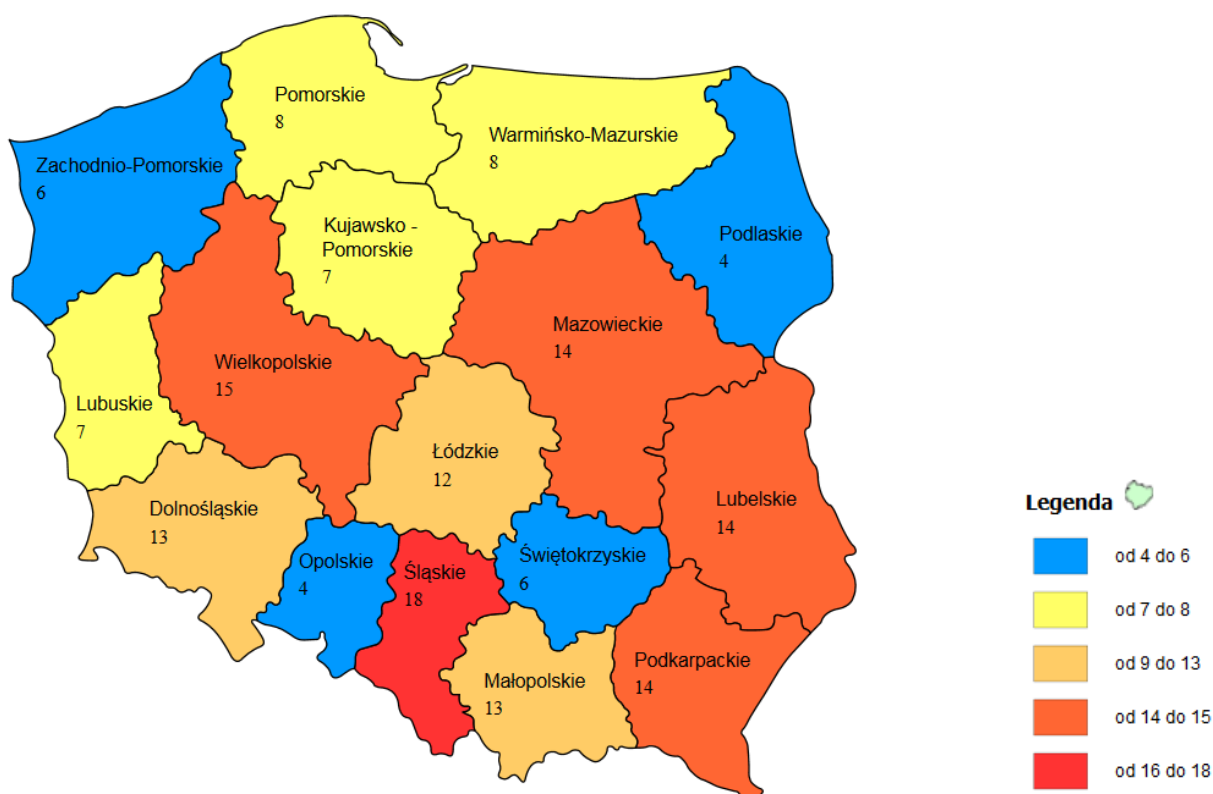 Pomorskie
8
Warmińsko-Mazurskie
8
Zachodnio-Pomorskie
6
Kujawsko -
Pomorskie
7
Podlaskie
4
Mazowieckie
14
Wielkopolskie
15
Lubuskie
7
Łódzkie
12
Dolnośląskie
13
Lubelskie
14
Opolskie
4
Śląskie
18
Świętokrzyskie
6
Małopolskie
13
Podkarpackie
14
Legenda
od 4 do 6
od 7 do 8
od 9 do 13
od 14 do 15
od 16 do 18